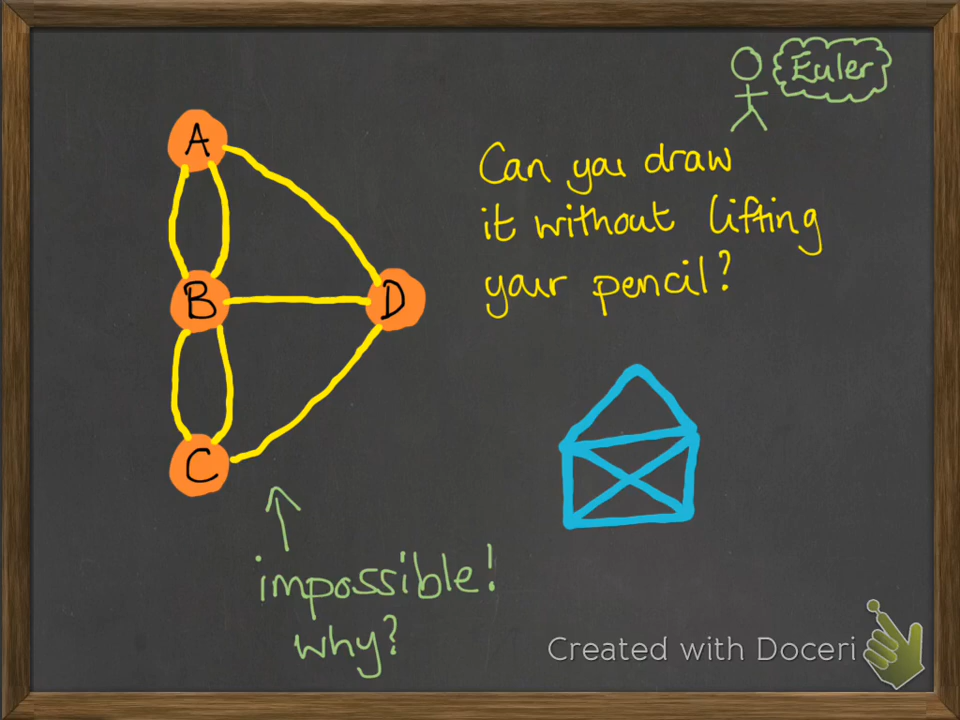 Euler
Can you draw
it without lifting
your pencil?
A
B
D
C
impossible!
why?
Created with Doceri